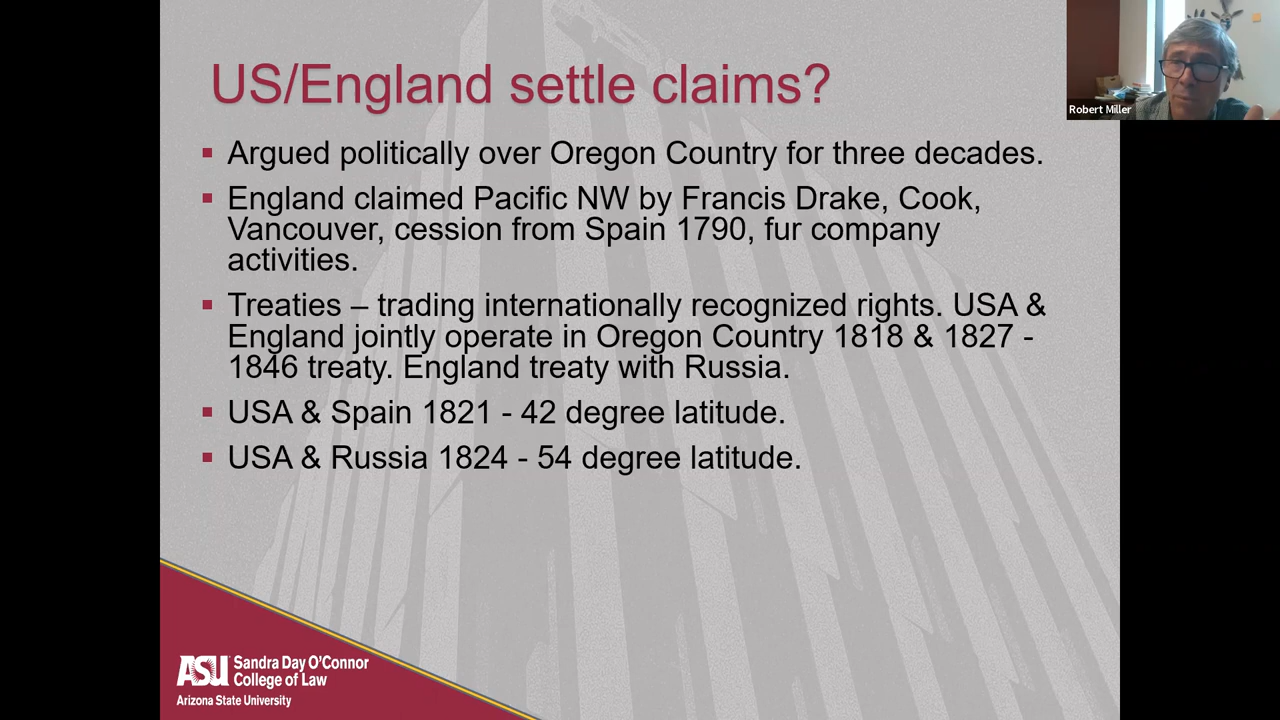 US/England settle claims?
Argued politically over Oregon Country for three decades.
England claimed Pacific NW by Francis Drake, Cook,
Vancouver, cession from Spain 1790, fur company
activities.
Treaties – trading internationally recognized rights. USA &
England jointly operate in Oregon Country 1818 & 1827 -
1846 treaty. England treaty with Russia.
USA & Spain 1821 - 42 degree latitude.
USA & Russia 1824 - 54 degree latitude.
Robert Miller
ASU Sandra Day O'Connor
College of Law
Arizona State University